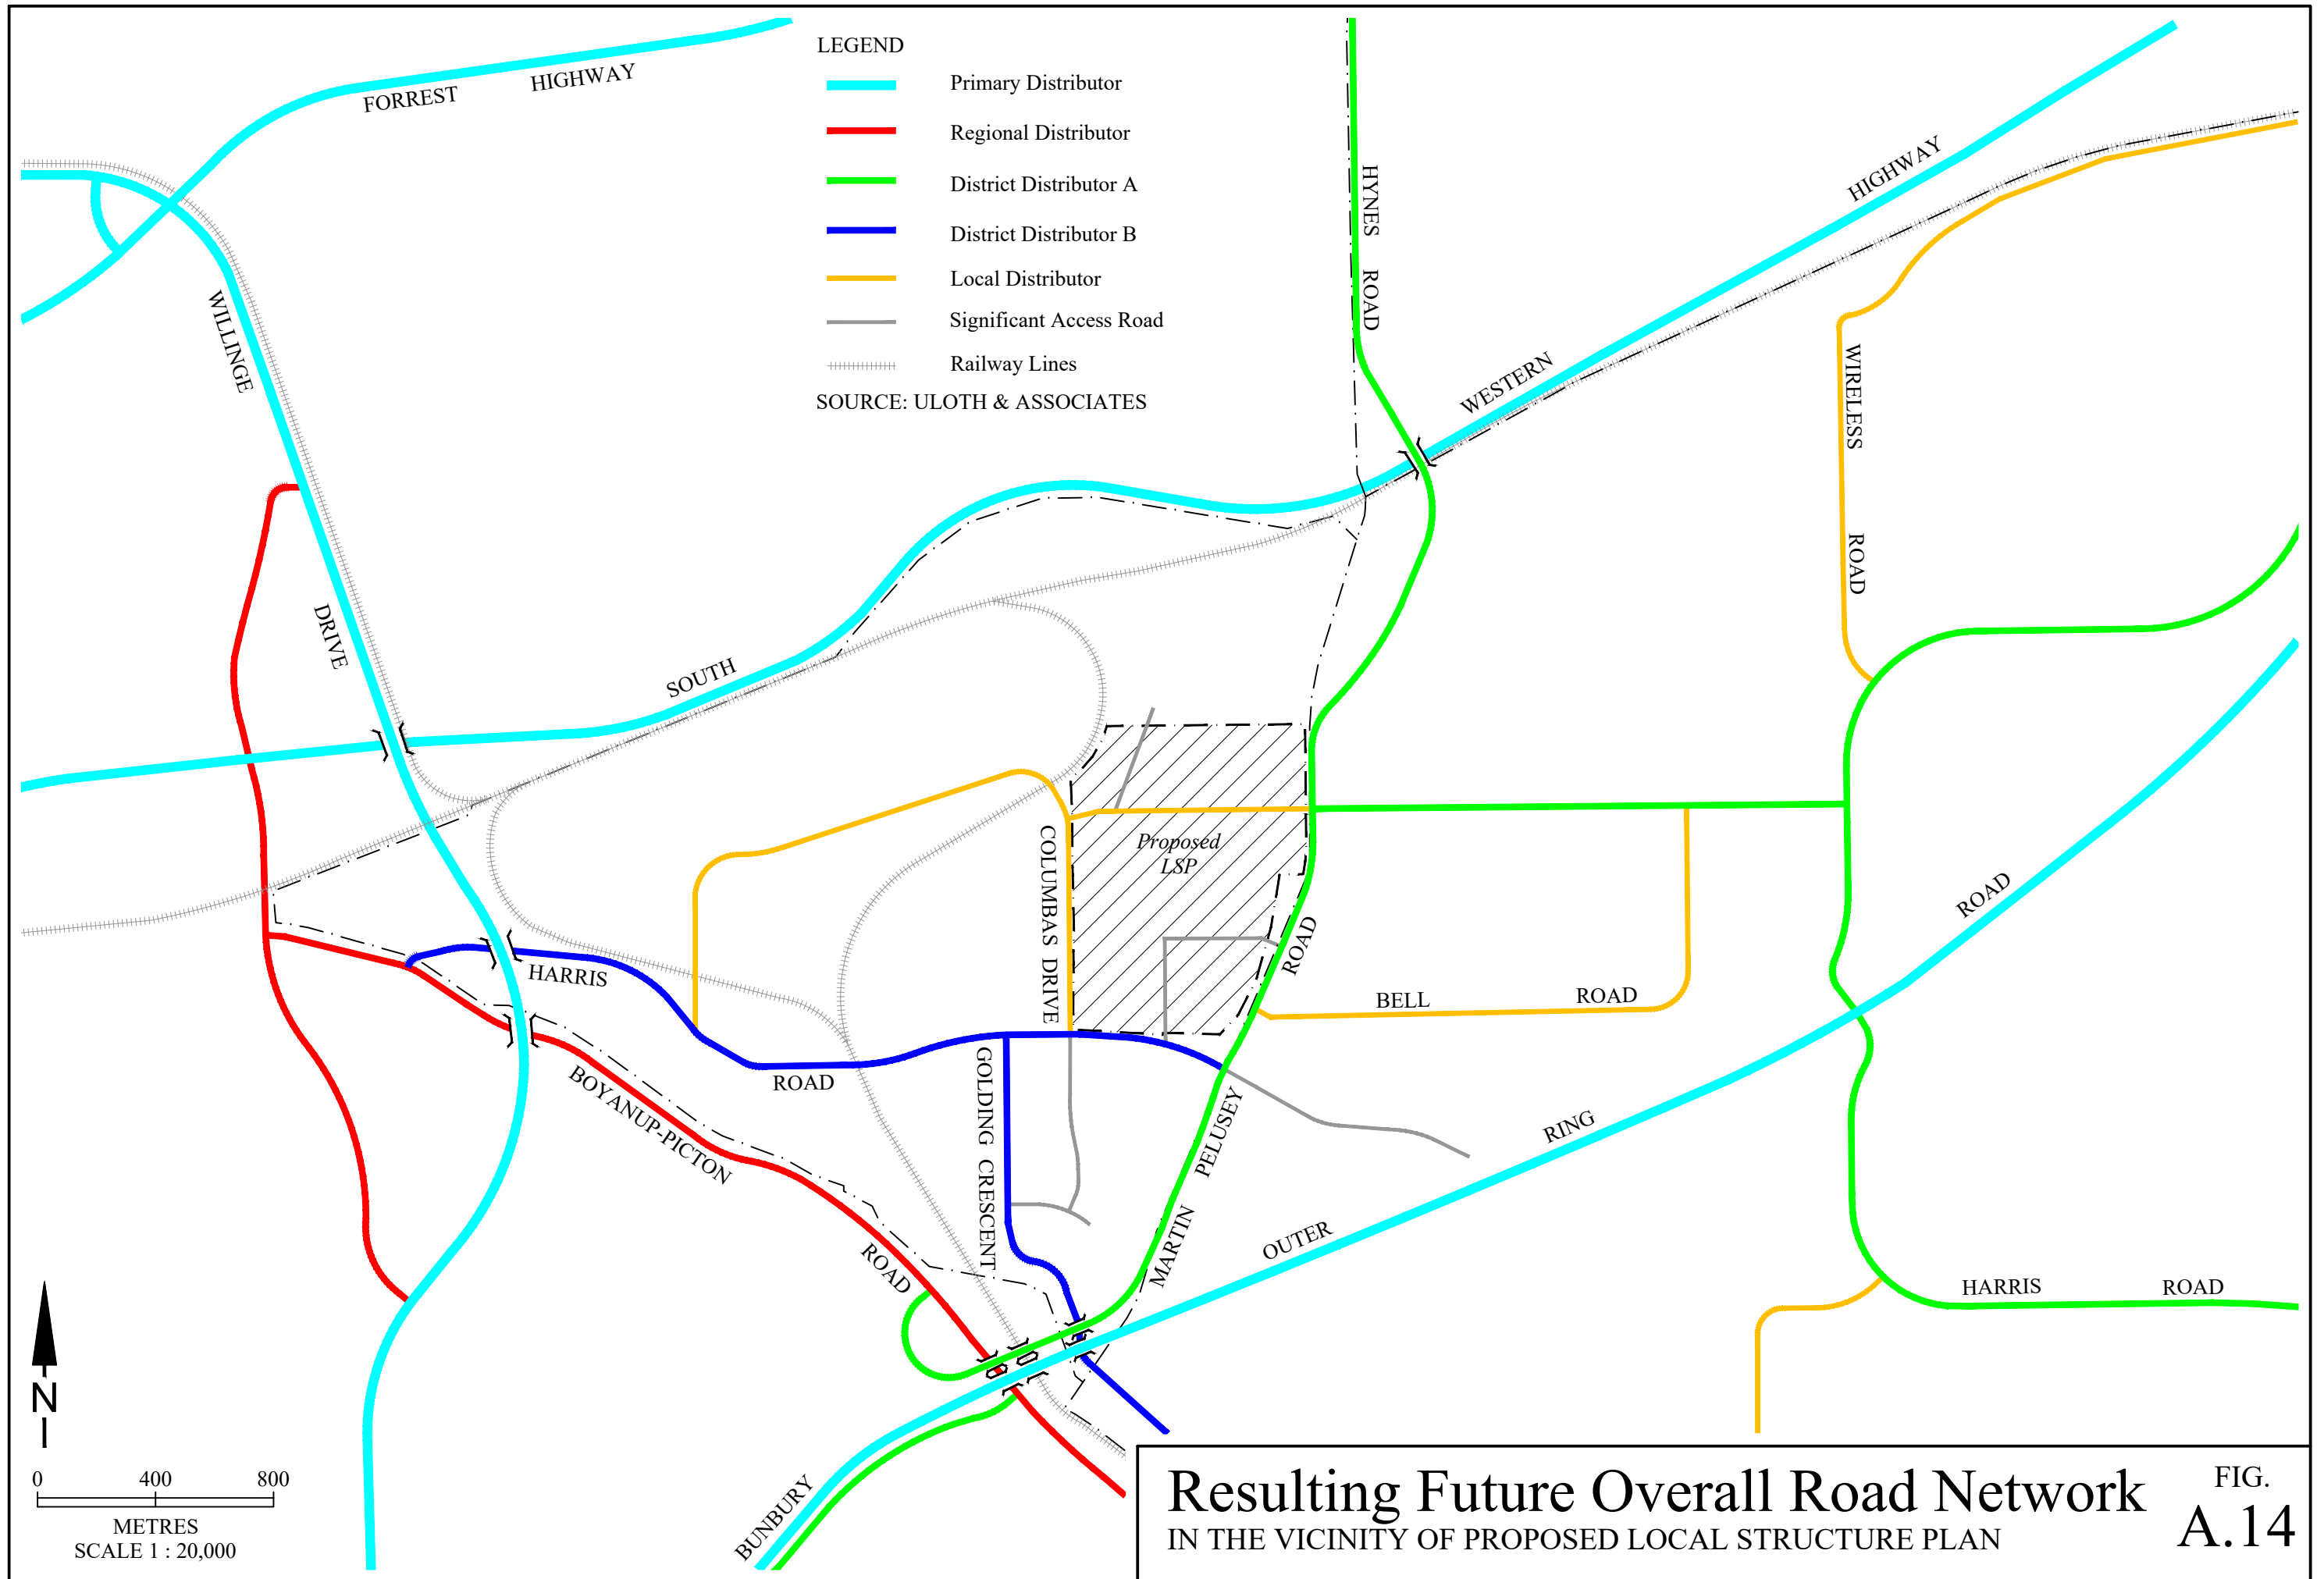 LEGEND
Primary Distributor
Regional Distributor
District Distributor A
District Distributor B
Local Distributor
Significant Access Road
Railway Lines
SOURCE: ULOTH & ASSOCIATES
FORREST HIGHWAY
WILLINGE DRIVE
HYNES ROAD
SOUTH WESTERN HIGHWAY
WIRELESS ROAD
COLUMBAS DRIVE
Proposed
LSP
HARRIS ROAD
BELL ROAD
GOLDING CRESCENT
BOYANUP-PICTON ROAD
MARTIN PELUSEY ROAD
BUNBURY OUTER RING ROAD
HARRIS ROAD
N
0 400 800
METRES
SCALE 1 : 20,000
Resulting Future Overall Road Network
IN THE VICINITY OF PROPOSED LOCAL STRUCTURE PLAN
FIG.
A.14